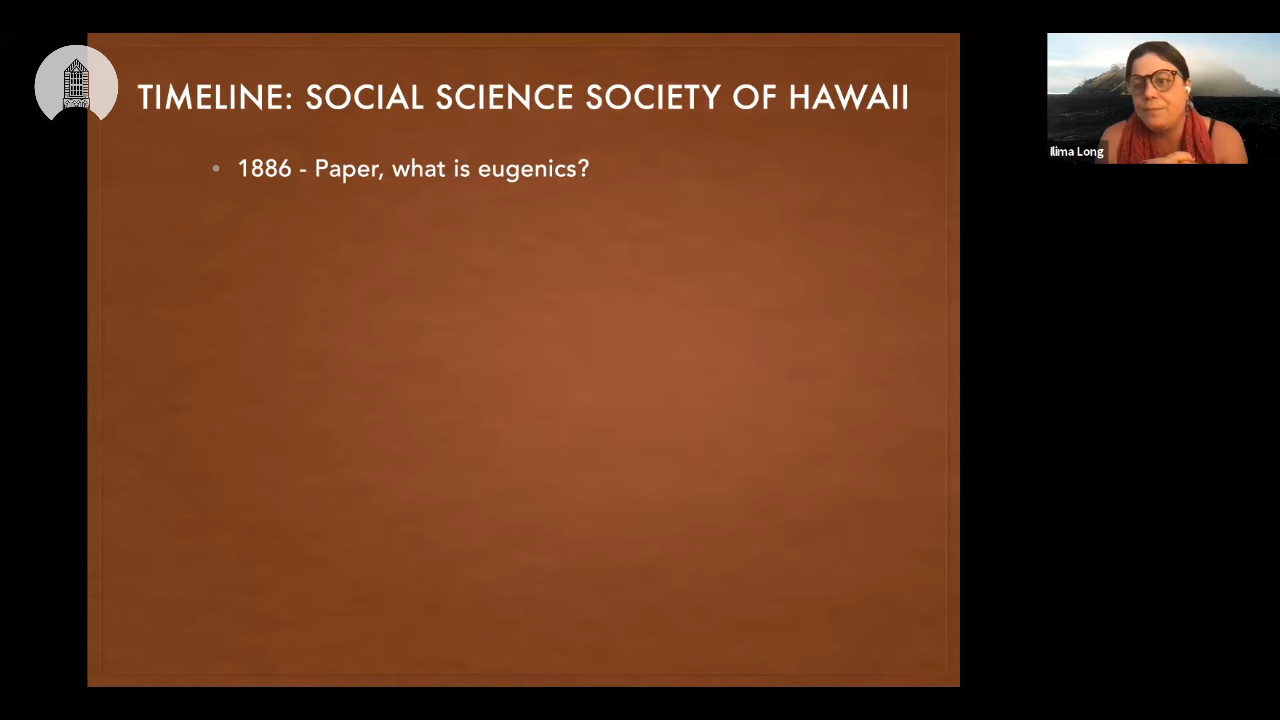 TIMELINE: SOCIAL SCIENCE SOCIETY OF HAWAII
• 1886 - Paper, what is eugenics?
Ilima Long